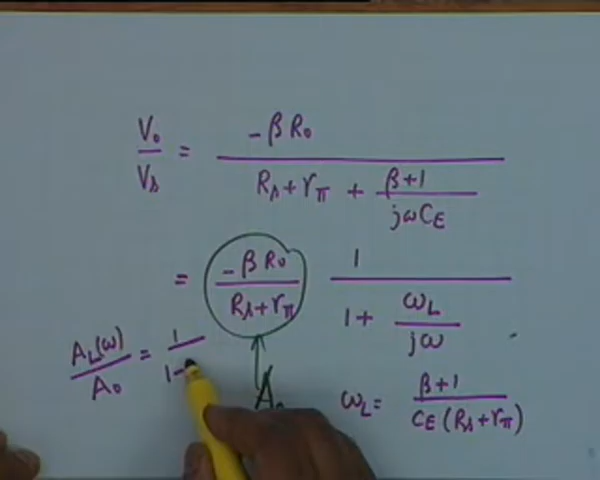 V₀/Vₛ = -β R₀ / (Rₛ + r_π + (β+1)/(jωC_E))
= (-β R₀)/(Rₛ + r_π) · 1/(1 + ω_L/(jω))
A_L(ω)/A₀ = 1/(1
A₀
ω_L = (β+1)/(C_E (Rₛ + r_π))